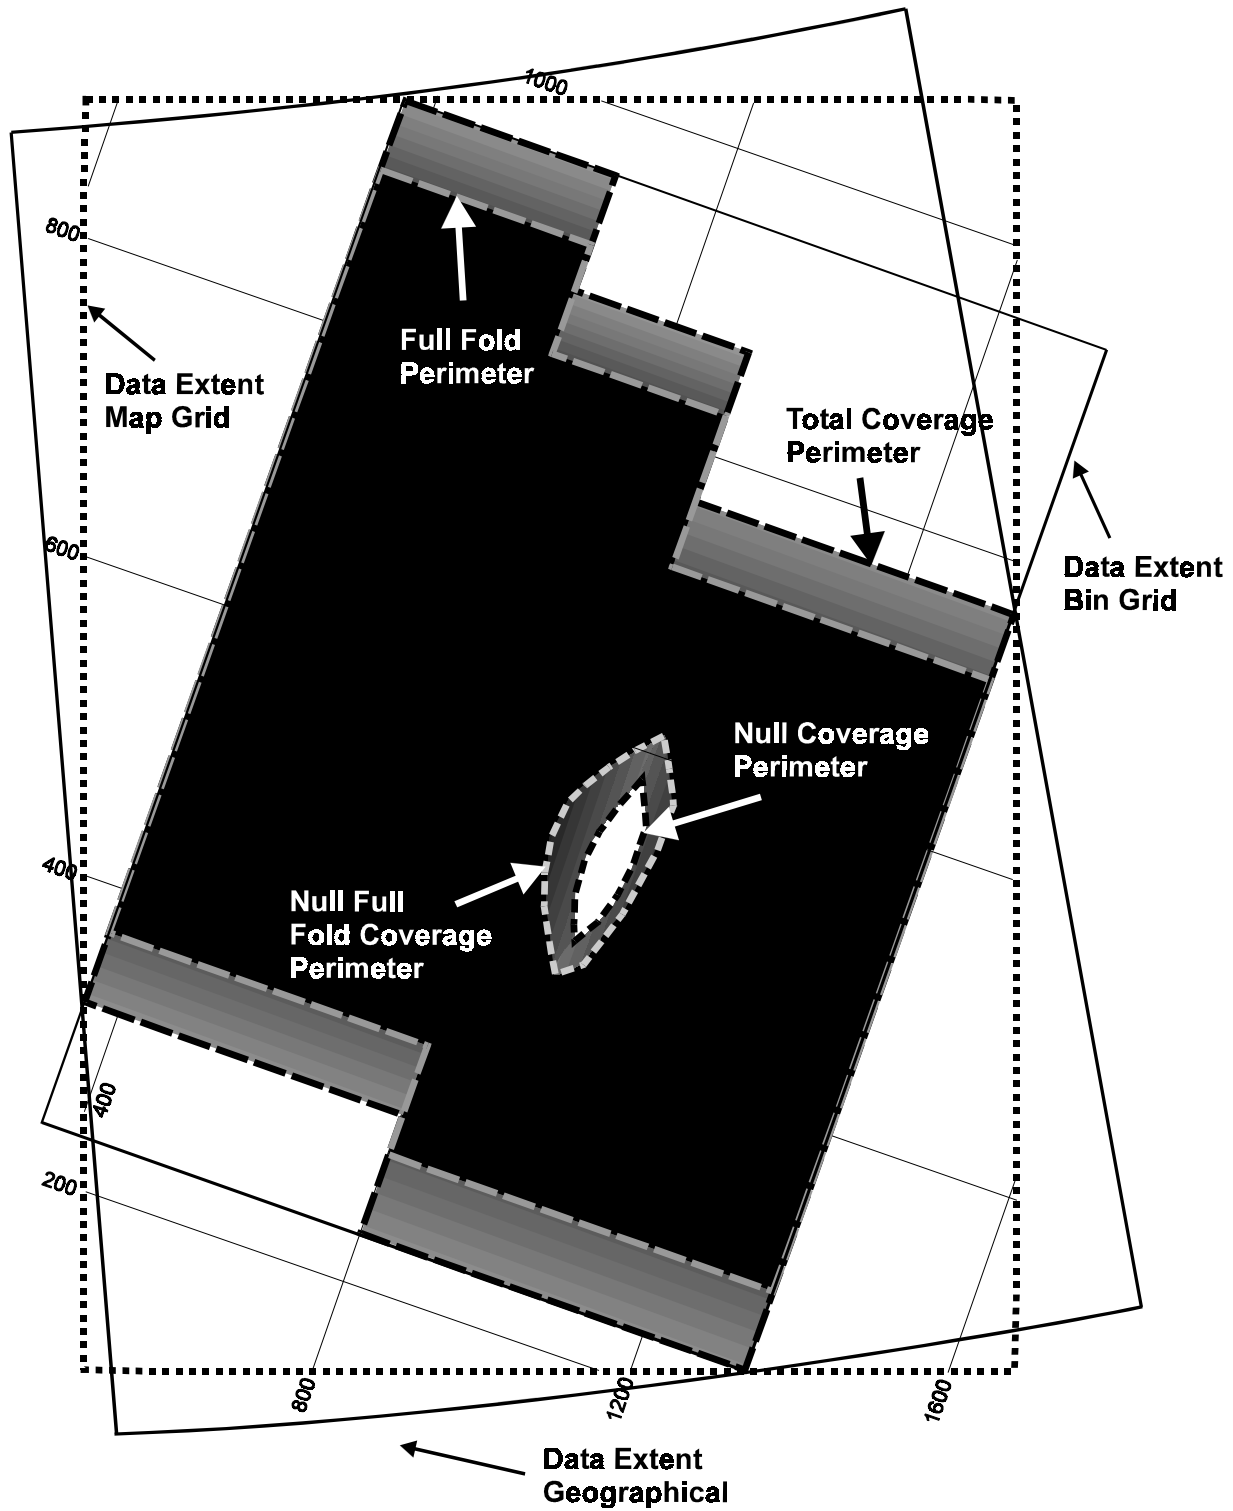 1000
800
Full Fold
Perimeter
Data Extent
Map Grid
Total Coverage
Perimeter
600
Data Extent
Bin Grid
Null Coverage
Perimeter
400
Null Full
Fold Coverage
Perimeter
400
200
800
1200
1600
Data Extent
Geographical